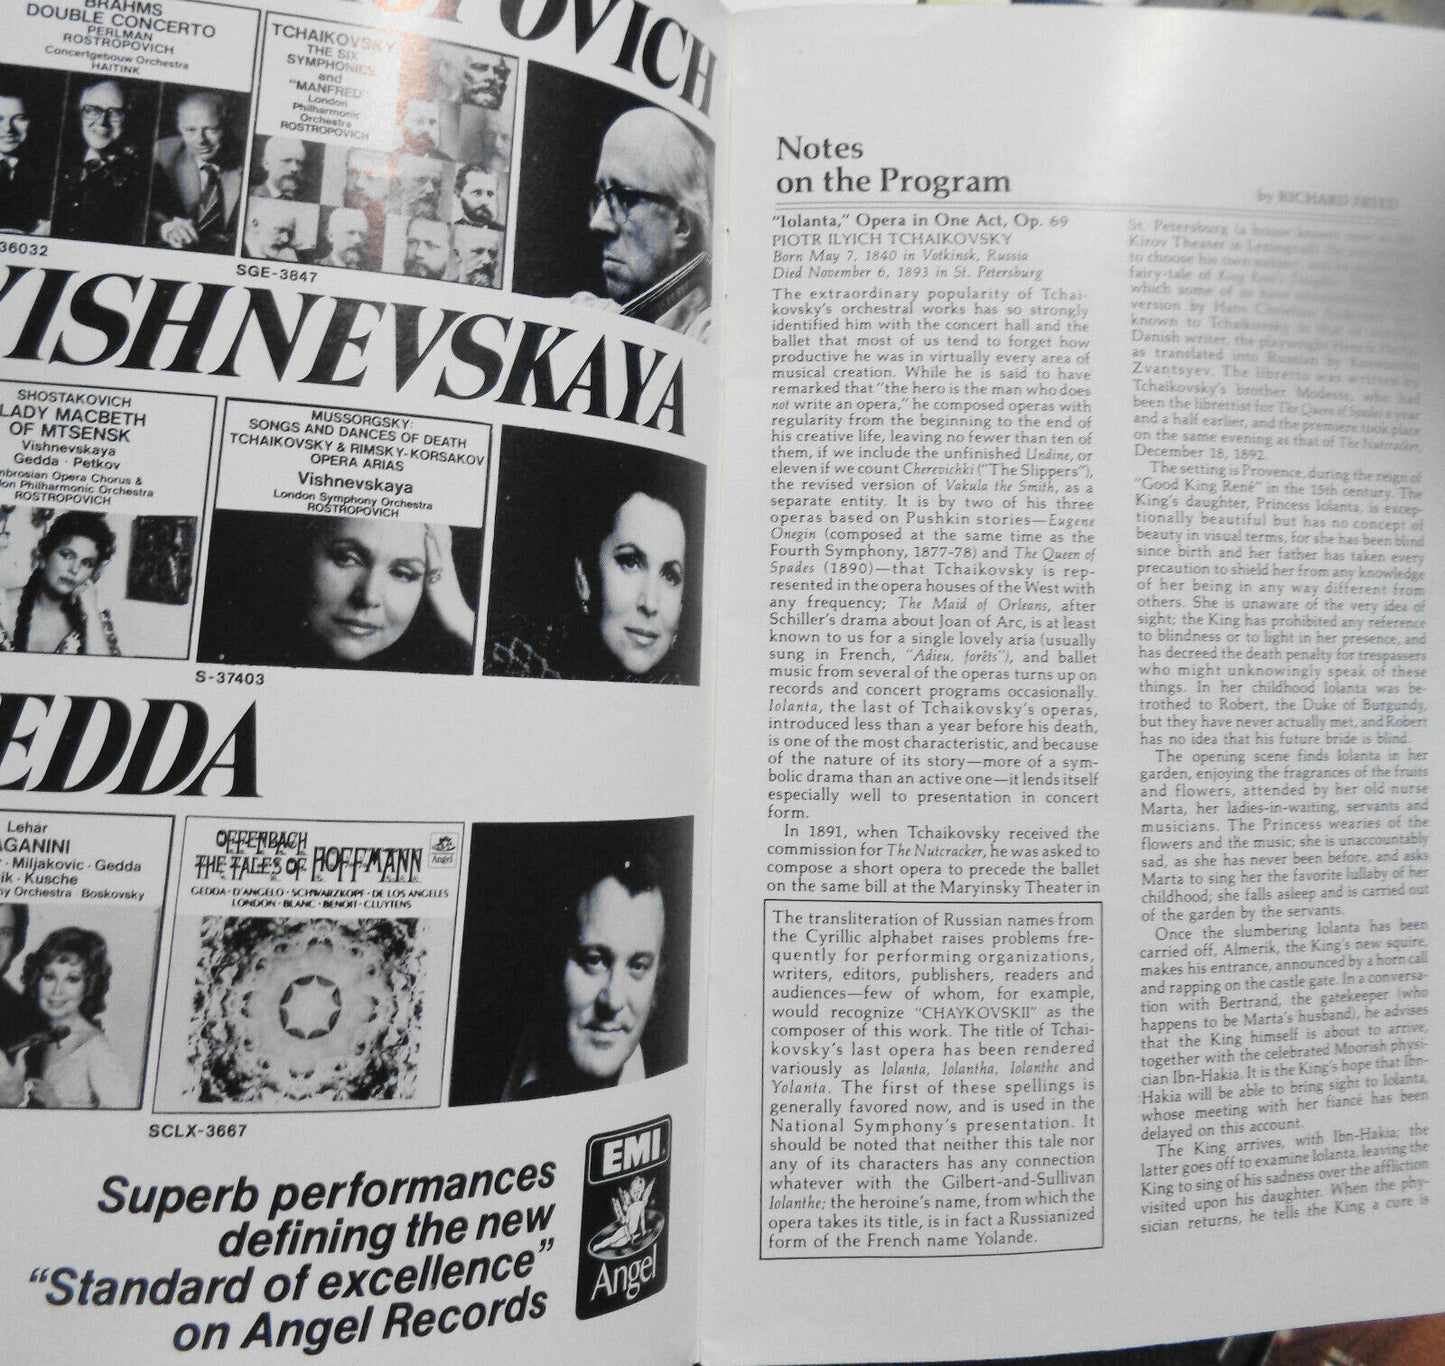 OVICH
BRAHMS
DOUBLE CONCERTO
PERLMAN
ROSTROPOVICH
Concertgebouw Orchestra
HAITINK
TCHAIKOVSKY
THE SIX
SYMPHONIES
and
"MANFRED"
London
Philharmonic
Orchestra
ROSTROPOVICH
36032
SGE-3847
VISHNEVSKAYA
SHOSTAKOVICH
LADY MACBETH
OF MTSENSK
Vishnevskaya
Gedda · Petkov
Opera Chorus &
Philharmonic Orchestra
ROSTROPOVICH
MUSSORGSKY:
SONGS AND DANCES OF DEATH
TCHAIKOVSKY & RIMSKY-KORSAKOV
OPERA ARIAS
Vishnevskaya
London Symphony Orchestra
ROSTROPOVICH
S-37403
EDDA
Lehar
AGANINI
· Miljakovic · Gedda
· Kusche
Orchestra · Boskovsky
OFFENBACH
THE TALES OF HOFFMANN
Angel
GEDDA · D'ANGELO · SCHWARZKOPF · DE LOS ANGELES
LONDON · BLANC · BENOIT · CLUYTENS
SCLX-3667
Superb performances
defining the new
"Standard of excellence"
on Angel Records
EMI
Angel
Notes
on the Program
by RICHARD FREED
"Iolanta," Opera in One Act, Op. 69
PIOTR ILYICH TCHAIKOVSKY
Born May 7, 1840 in Votkinsk, Russia
Died November 6, 1893 in St. Petersburg
The extraordinary popularity of Tchai-
kovsky's orchestral works has so strongly
identified him with the concert hall and the
ballet that most of us tend to forget how
productive he was in virtually every area of
musical creation. While he is said to have
remarked that "the hero is the man who does
not write an opera," he composed operas with
regularity from the beginning to the end of
his creative life, leaving no fewer than ten of
them, if we include the unfinished Undine, or
eleven if we count Cherevichki ("The Slippers"),
the revised version of Vakula the Smith, as a
separate entity. It is by two of his three
operas based on Pushkin stories—Eugene
Onegin (composed at the same time as the
Fourth Symphony, 1877-78) and The Queen of
Spades (1890)—that Tchaikovsky is rep-
resented in the opera houses of the West with
any frequency; The Maid of Orleans, after
Schiller's drama about Joan of Arc, is at least
known to us for a single lovely aria (usually
sung in French, "Adieu, forêts"), and ballet
music from several of the operas turns up on
records and concert programs occasionally.
Iolanta, the last of Tchaikovsky's operas,
introduced less than a year before his death,
is one of the most characteristic, and because
of the nature of its story—more of a sym-
bolic drama than an active one—it lends itself
especially well to presentation in concert
form.
In 1891, when Tchaikovsky received the
commission for The Nutcracker, he was asked to
compose a short opera to precede the ballet
on the same bill at the Maryinsky Theater in
The transliteration of Russian names from
the Cyrillic alphabet raises problems fre-
quently for performing organizations,
writers, editors, publishers, readers and
audiences—few of whom, for example,
would recognize "CHAYKOVSKII" as the
composer of this work. The title of Tchai-
kovsky's last opera has been rendered
variously as Iolanta, Iolantha, Iolanthe and
Yolanta. The first of these spellings is
generally favored now, and is used in the
National Symphony's presentation. It
should be noted that neither this tale nor
any of its characters has any connection
whatever with the Gilbert-and-Sullivan
Iolanthe; the heroine's name, from which the
opera takes its title, is in fact a Russianized
form of the French name Yolande.
St. Petersburg (a house known now as the
Kirov Theater in Leningrad)
to choose his own subject
fairy-tale of King René's Daughter
which some of us
version by Hans Christian
known to Tchaikovsky in
Danish writer, the playwright Henrik Hertz
as translated into Russian by
Zvantsyev. The libretto was written by
Tchaikovsky's brother Modeste, who had
been the librettist for The Queen of Spades a year
and a half earlier, and the premiere took place
on the same evening as that of The Nutcracker,
December 18, 1892.
The setting is Provence, during the reign of
"Good King René" in the 15th century. The
King's daughter, Princess Iolanta, is excep-
tionally beautiful but has no concept of
beauty in visual terms, for she has been blind
since birth and her father has taken every
precaution to shield her from any knowledge
of her being in any way different from
others. She is unaware of the very idea of
sight; the King has prohibited any reference
to blindness or to light in her presence, and
has decreed the death penalty for trespassers
who might unknowingly speak of these
things. In her childhood Iolanta was be-
trothed to Robert, the Duke of Burgundy,
but they have never actually met, and Robert
has no idea that his future bride is blind.
The opening scene finds Iolanta in her
garden, enjoying the fragrances of the fruits
and flowers, attended by her old nurse
Marta, her ladies-in-waiting, servants and
musicians. The Princess wearies of the
flowers and the music; she is unaccountably
sad, as she has never been before, and asks
Marta to sing her the favorite lullaby of her
childhood; she falls asleep and is carried out
of the garden by the servants.
Once the slumbering Iolanta has been
carried off, Almerik, the King's new squire,
makes his entrance, announced by a horn call
and rapping on the castle gate. In a conversa-
tion with Bertrand, the gatekeeper (who
happens to be Marta's husband), he advises
that the King himself is about to arrive,
together with the celebrated Moorish physi-
cian Ibn-Hakia. It is the King's hope that Ibn-
Hakia will be able to bring sight to Iolanta,
whose meeting with her fiancé has been
delayed on this account.
The King arrives, with Ibn-Hakia; the
latter goes off to examine Iolanta, leaving the
King to sing of his sadness over the affliction
visited upon his daughter. When the phy-
sician returns, he tells the King a cure is